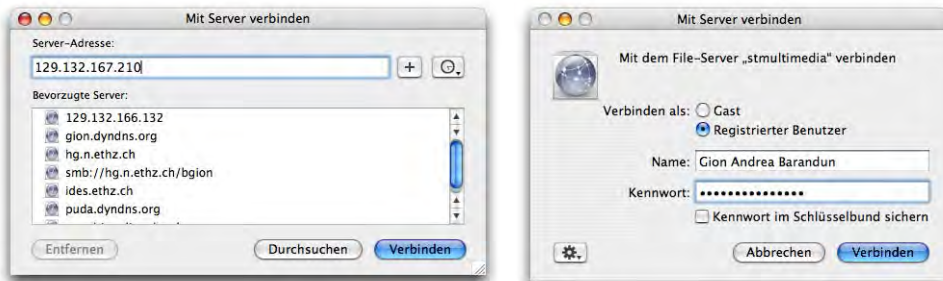 Mit Server verbinden
Server-Adresse:
129.132.167.210
Bevorzugte Server:
129.132.166.132
gion.dyndns.org
hg.n.ethz.ch
smb://hg.n.ethz.ch/bgion
ides.ethz.ch
puda.dyndns.org
Entfernen
Durchsuchen
Verbinden
Mit Server verbinden
Mit dem File-Server „stmultimedia“ verbinden
Verbinden als: Gast
Registrierter Benutzer
Name: Gion Andrea Barandun
Kennwort: •••••••••••••••
Kennwort im Schlüsselbund sichern
Abbrechen
Verbinden